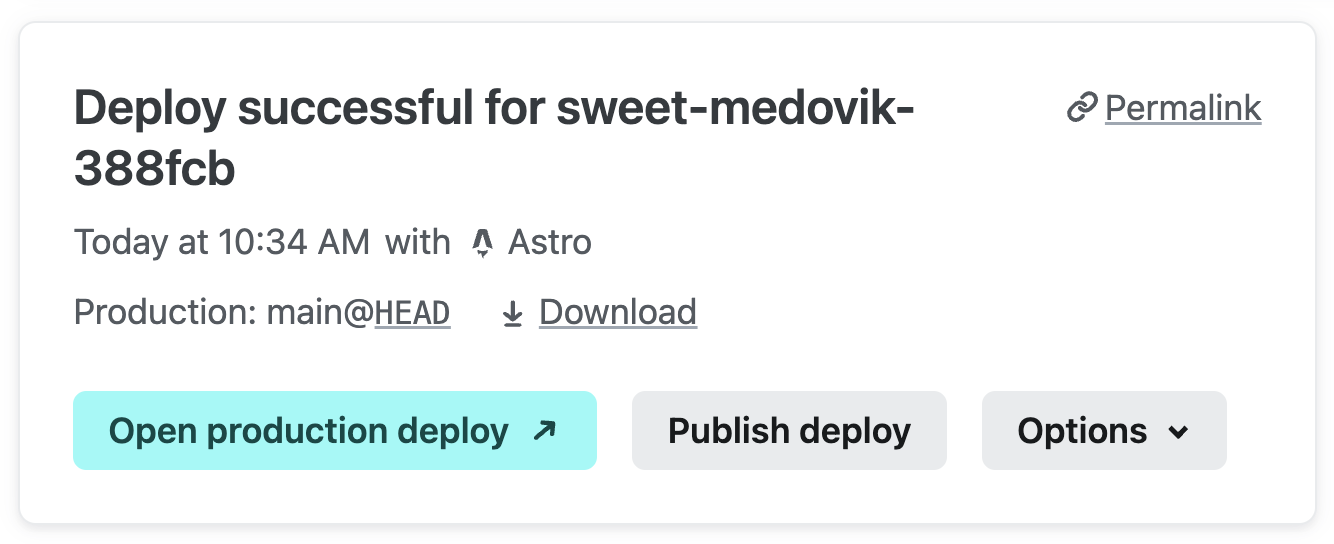 Deploy successful for sweet-medovik-
388fcb
Permalink
Today at 10:34 AM with Astro
Production: main@HEAD Download
Open production deploy Publish deploy Options